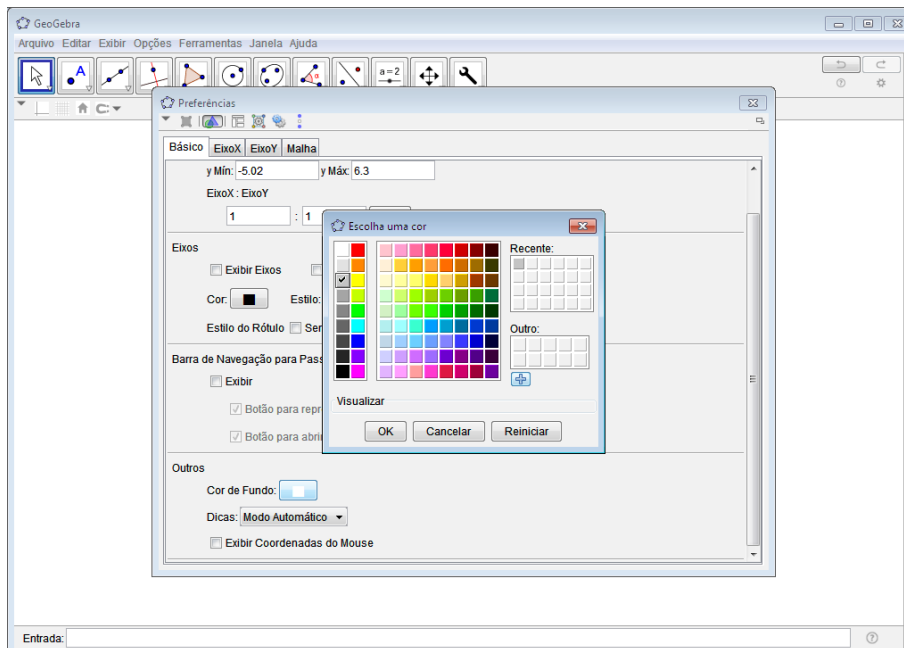 GeoGebra
Arquivo Editar Exibir Opções Ferramentas Janela Ajuda
A
α
a=2
Preferências
Básico EixoX EixoY Malha
y Mín: -5.02 y Máx: 6.3
EixoX : EixoY
1 : 1
Escolha uma cor
Recente:
Eixos
Exibir Eixos
Cor: Estilo:
Outro:
Estilo do Rótulo Ser
Barra de Navegação para Pass
Exibir
Visualizar
Botão para repr
OK Cancelar Reiniciar
Botão para abri
Outros
Cor de Fundo:
Dicas: Modo Automático
Exibir Coordenadas do Mouse
Entrada: